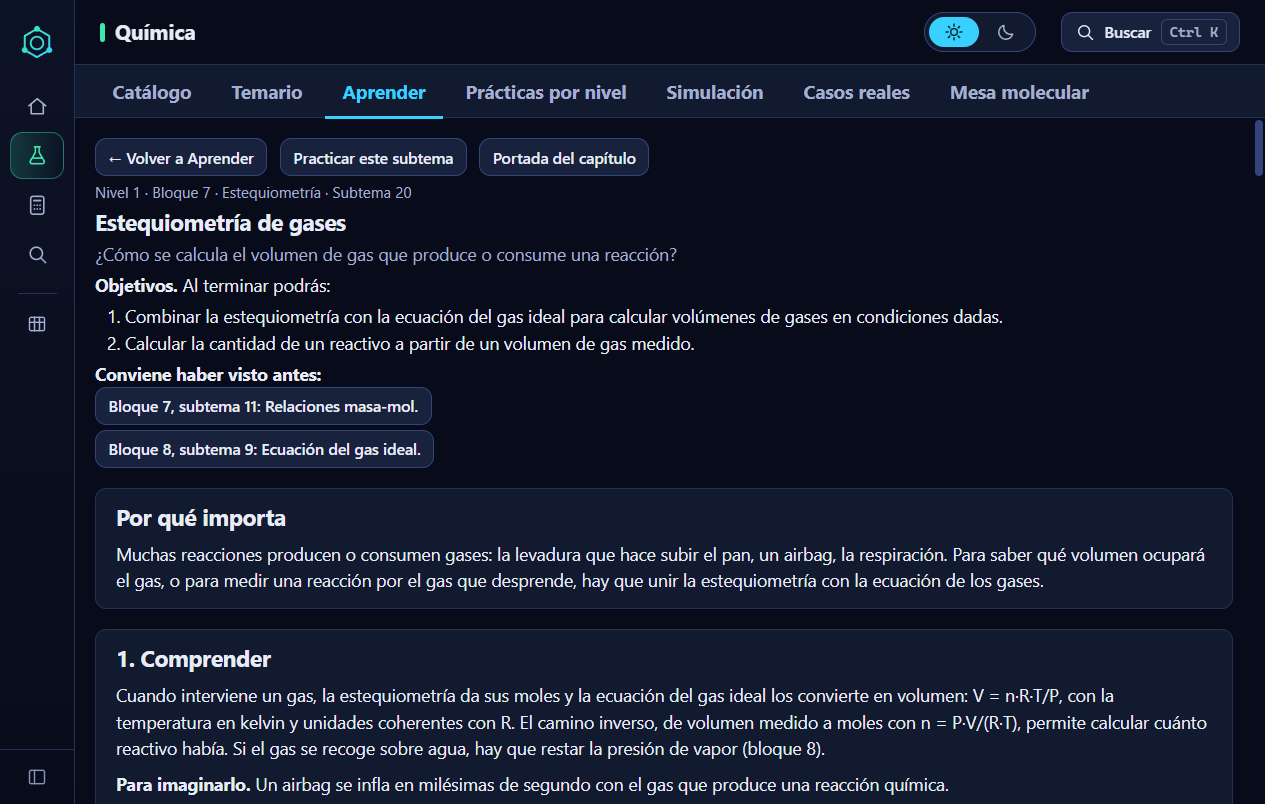 Química
Buscar Ctrl K
Catálogo Temario Aprender Prácticas por nivel Simulación Casos reales Mesa molecular
← Volver a Aprender Practicar este subtema Portada del capítulo
Nivel 1 · Bloque 7 · Estequiometría · Subtema 20
Estequiometría de gases
¿Cómo se calcula el volumen de gas que produce o consume una reacción?
Objetivos. Al terminar podrás:
1. Combinar la estequiometría con la ecuación del gas ideal para calcular volúmenes de gases en condiciones dadas.
2. Calcular la cantidad de un reactivo a partir de un volumen de gas medido.
Conviene haber visto antes:
Bloque 7, subtema 11: Relaciones masa-mol.
Bloque 8, subtema 9: Ecuación del gas ideal.
Por qué importa
Muchas reacciones producen o consumen gases: la levadura que hace subir el pan, un airbag, la respiración. Para saber qué volumen ocupará
el gas, o para medir una reacción por el gas que desprende, hay que unir la estequiometría con la ecuación de los gases.
1. Comprender
Cuando interviene un gas, la estequiometría da sus moles y la ecuación del gas ideal los convierte en volumen: V = n·R·T/P, con la
temperatura en kelvin y unidades coherentes con R. El camino inverso, de volumen medido a moles con n = P·V/(R·T), permite calcular cuánto
reactivo había. Si el gas se recoge sobre agua, hay que restar la presión de vapor (bloque 8).
Para imaginarlo. Un airbag se infla en milésimas de segundo con el gas que produce una reacción química.